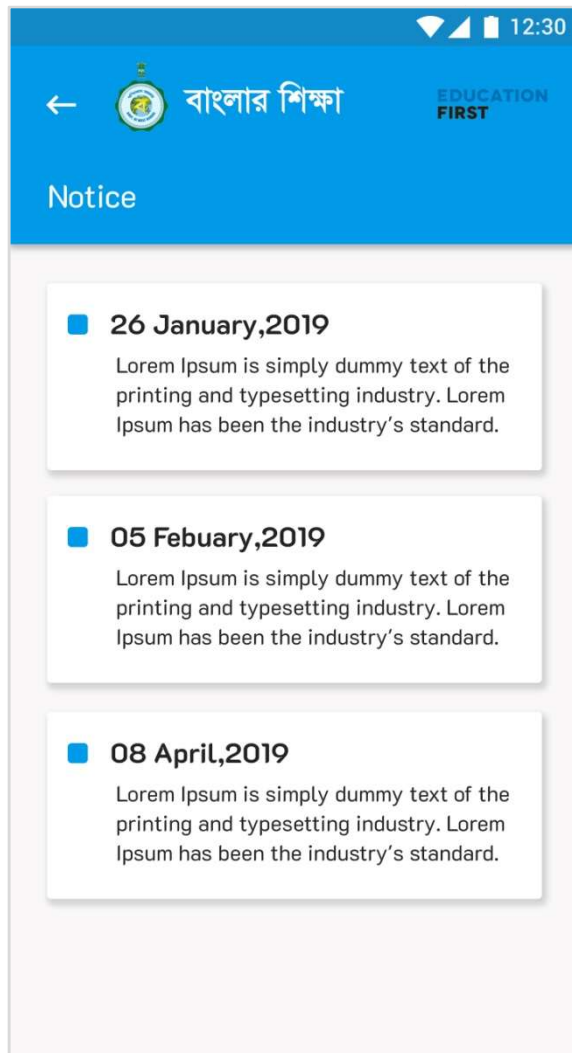 12:30
বাংলার শিক্ষা
EDUCATION
FIRST
Notice
26 January,2019
Lorem Ipsum is simply dummy text of the
printing and typesetting industry. Lorem
Ipsum has been the industry's standard.
05 Febuary,2019
Lorem Ipsum is simply dummy text of the
printing and typesetting industry. Lorem
Ipsum has been the industry's standard.
08 April,2019
Lorem Ipsum is simply dummy text of the
printing and typesetting industry. Lorem
Ipsum has been the industry's standard.